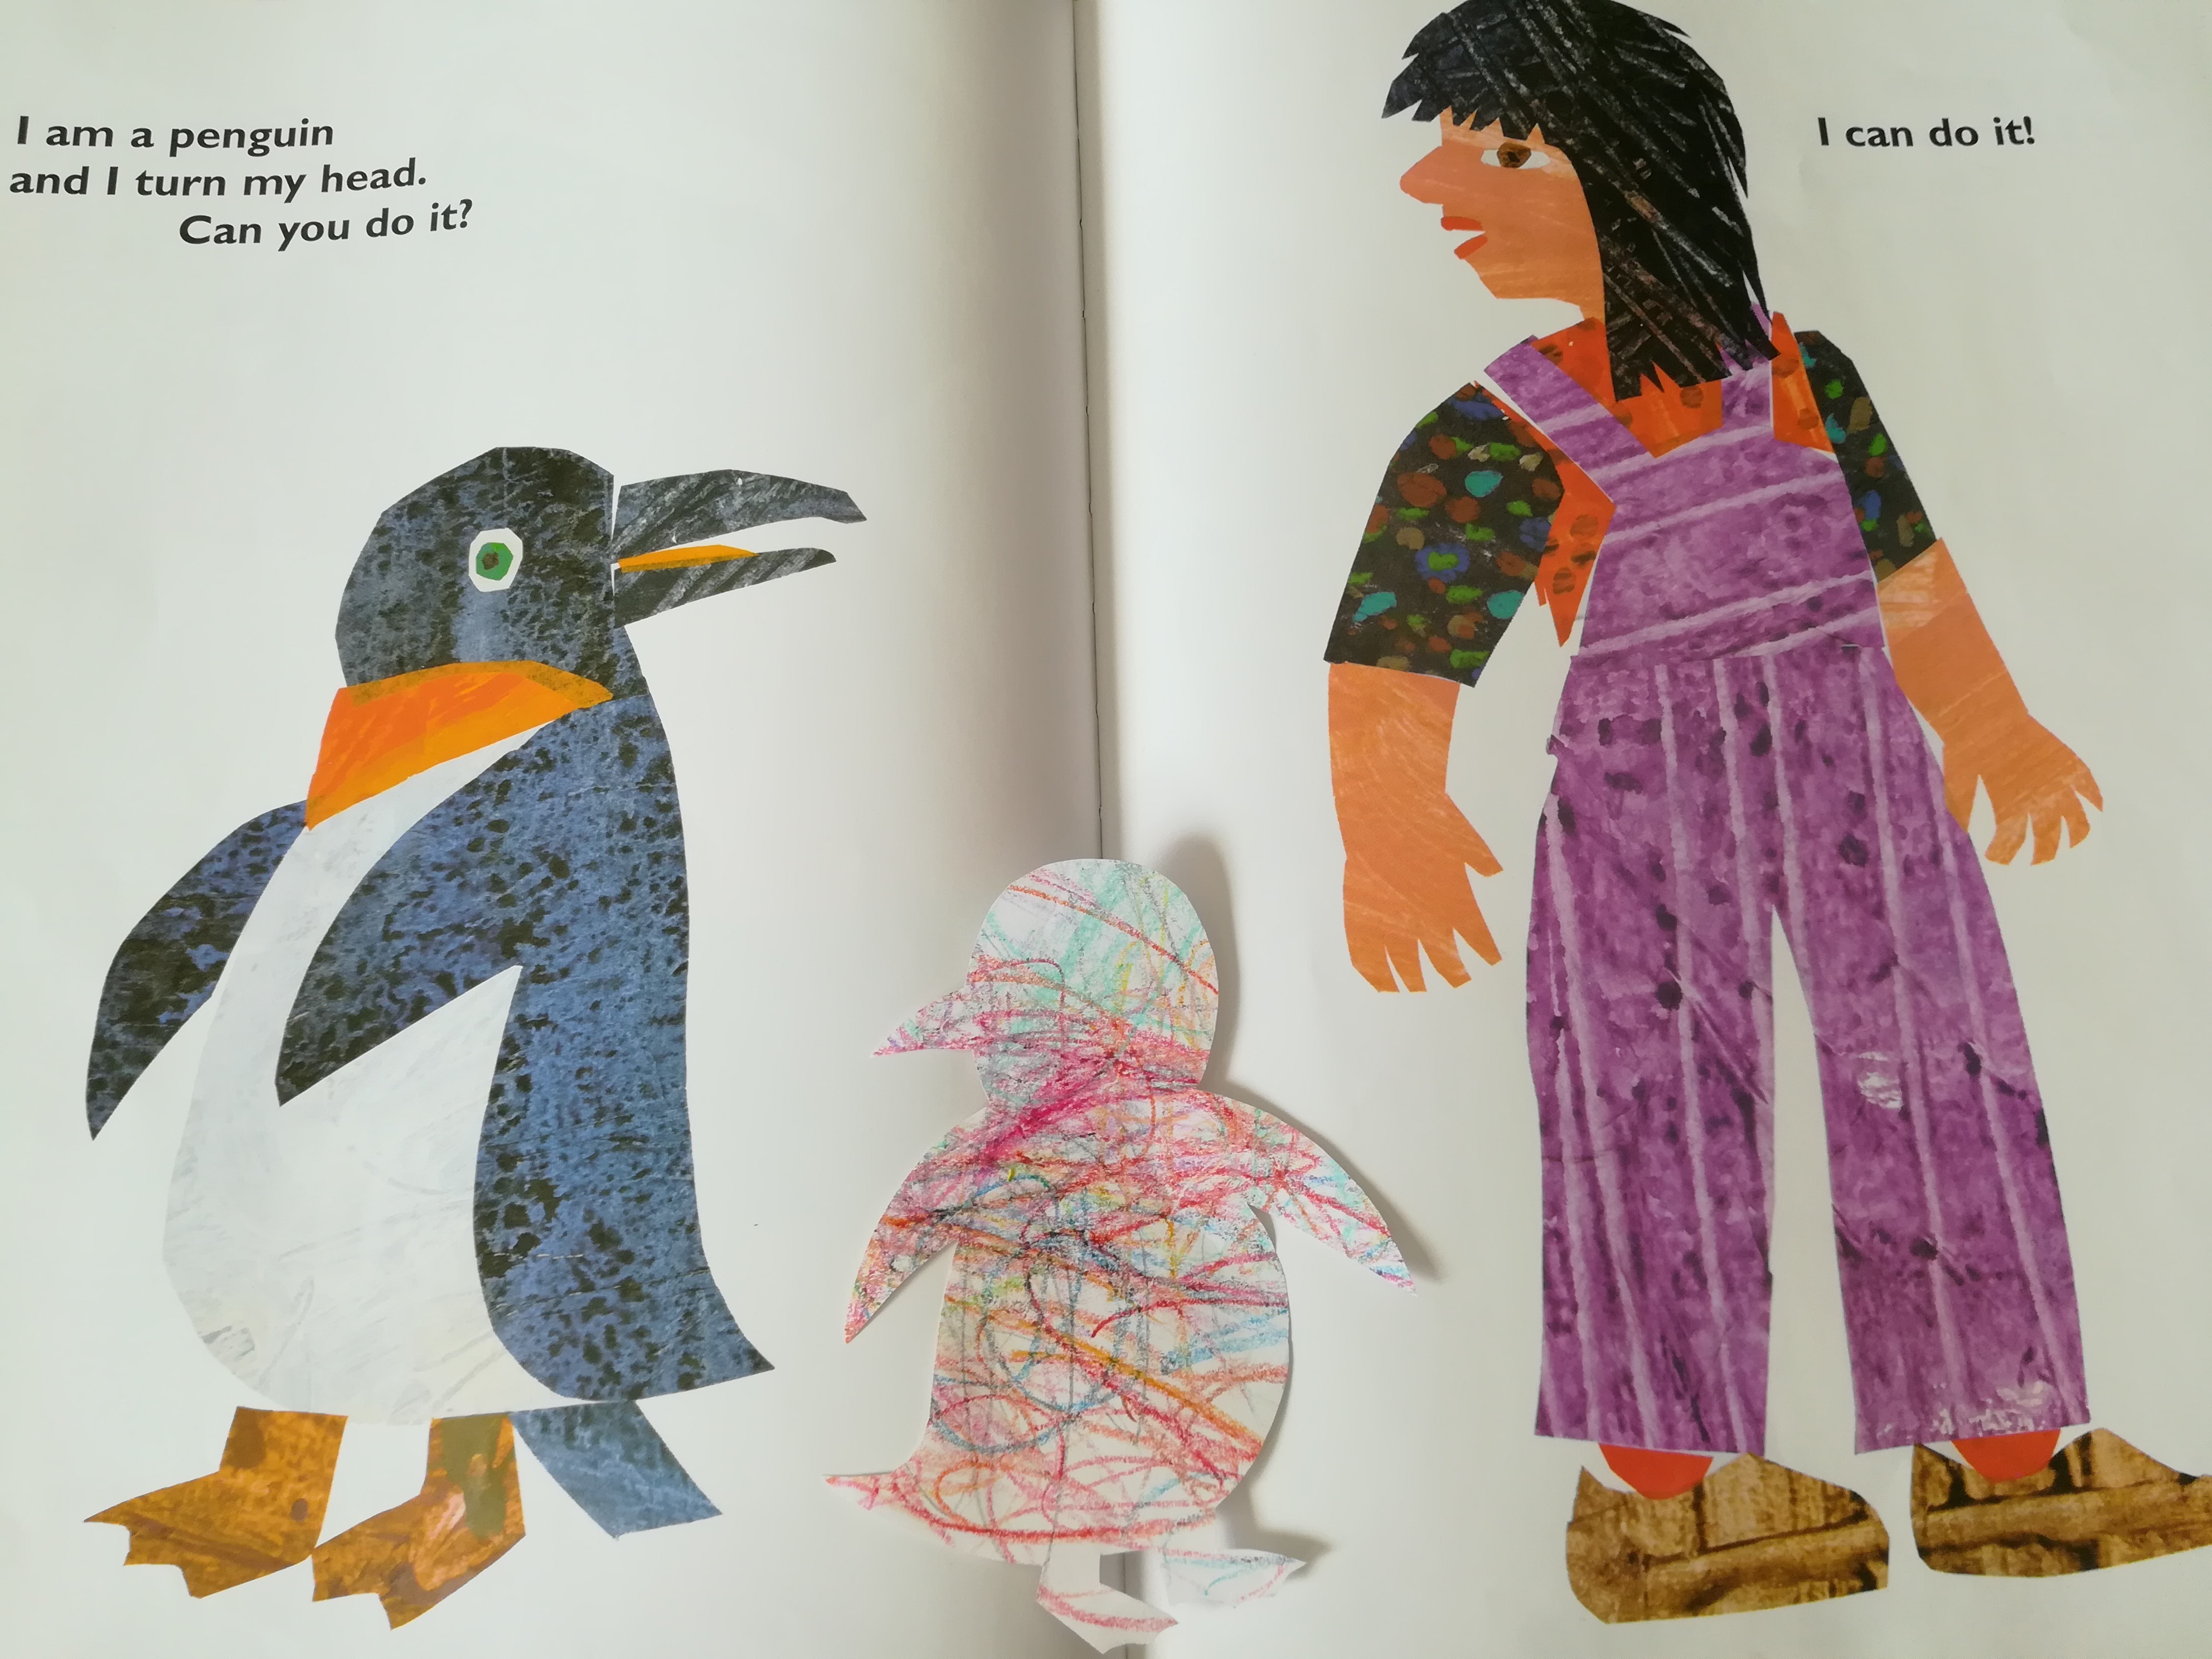 I am a penguin
and I turn my head.
Can you do it?
I can do it!